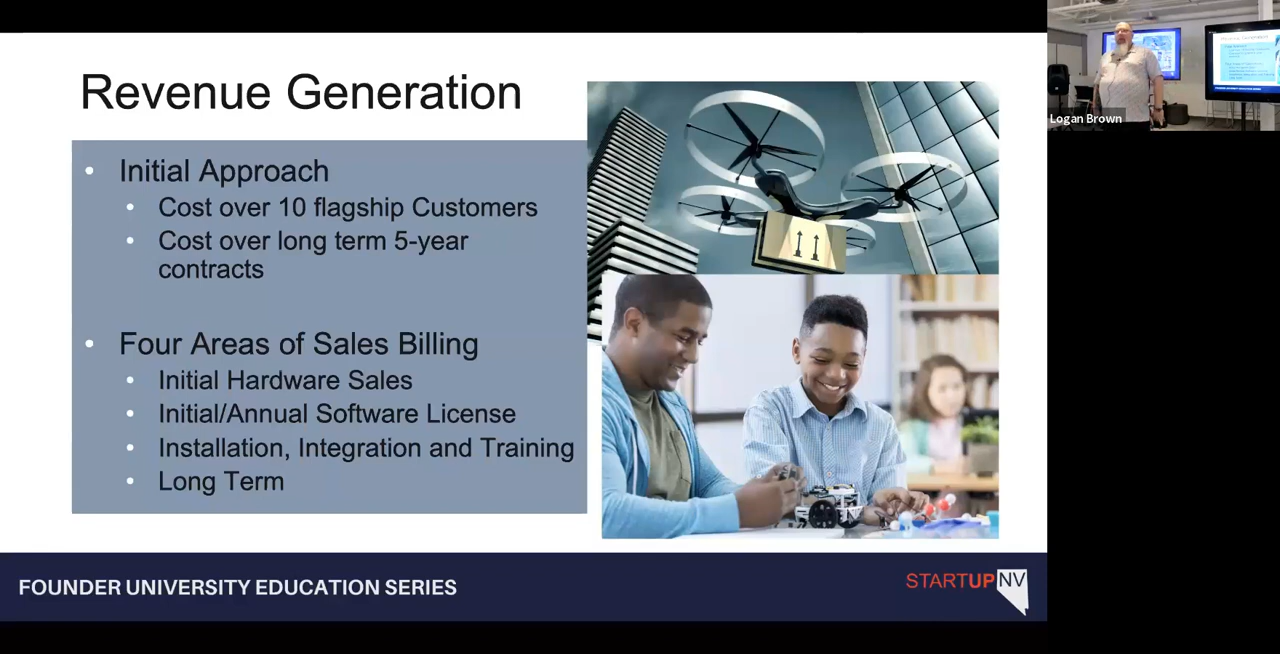 Revenue Generation
• Initial Approach
• Cost over 10 flagship Customers
• Cost over long term 5-year
contracts
• Four Areas of Sales Billing
• Initial Hardware Sales
• Initial/Annual Software License
• Installation, Integration and Training
• Long Term
FOUNDER UNIVERSITY EDUCATION SERIES
STARTUPNV
Logan Brown